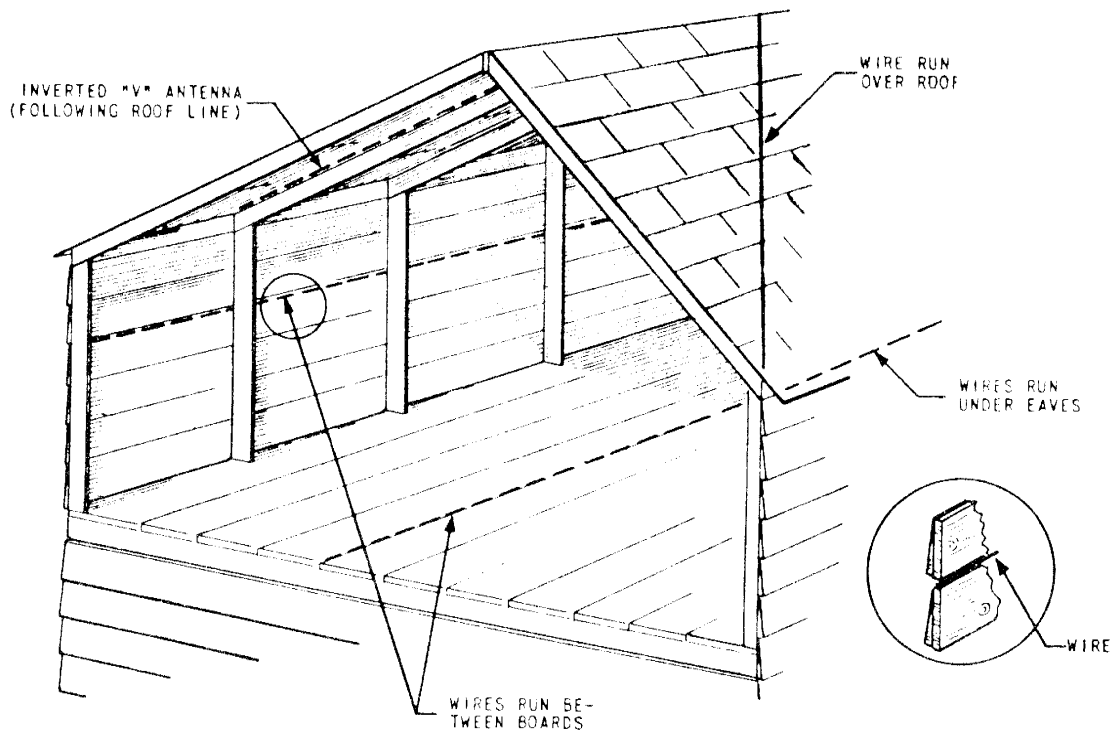 INVERTED "V" ANTENNA
(FOLLOWING ROOF LINE)
WIRE RUN
OVER ROOF
WIRES RUN
UNDER EAVES
WIRE
WIRES RUN BE-
TWEEN BOARDS